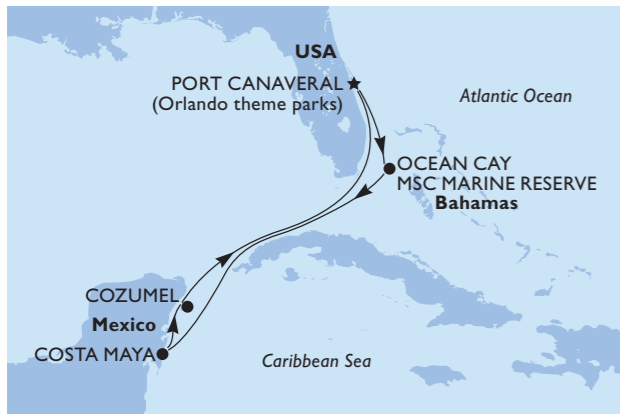 USA
PORT CANAVERAL
(Orlando theme parks)
Atlantic Ocean
OCEAN CAY
MSC MARINE RESERVE
Bahamas
COZUMEL
Mexico
COSTA MAYA
Caribbean Sea